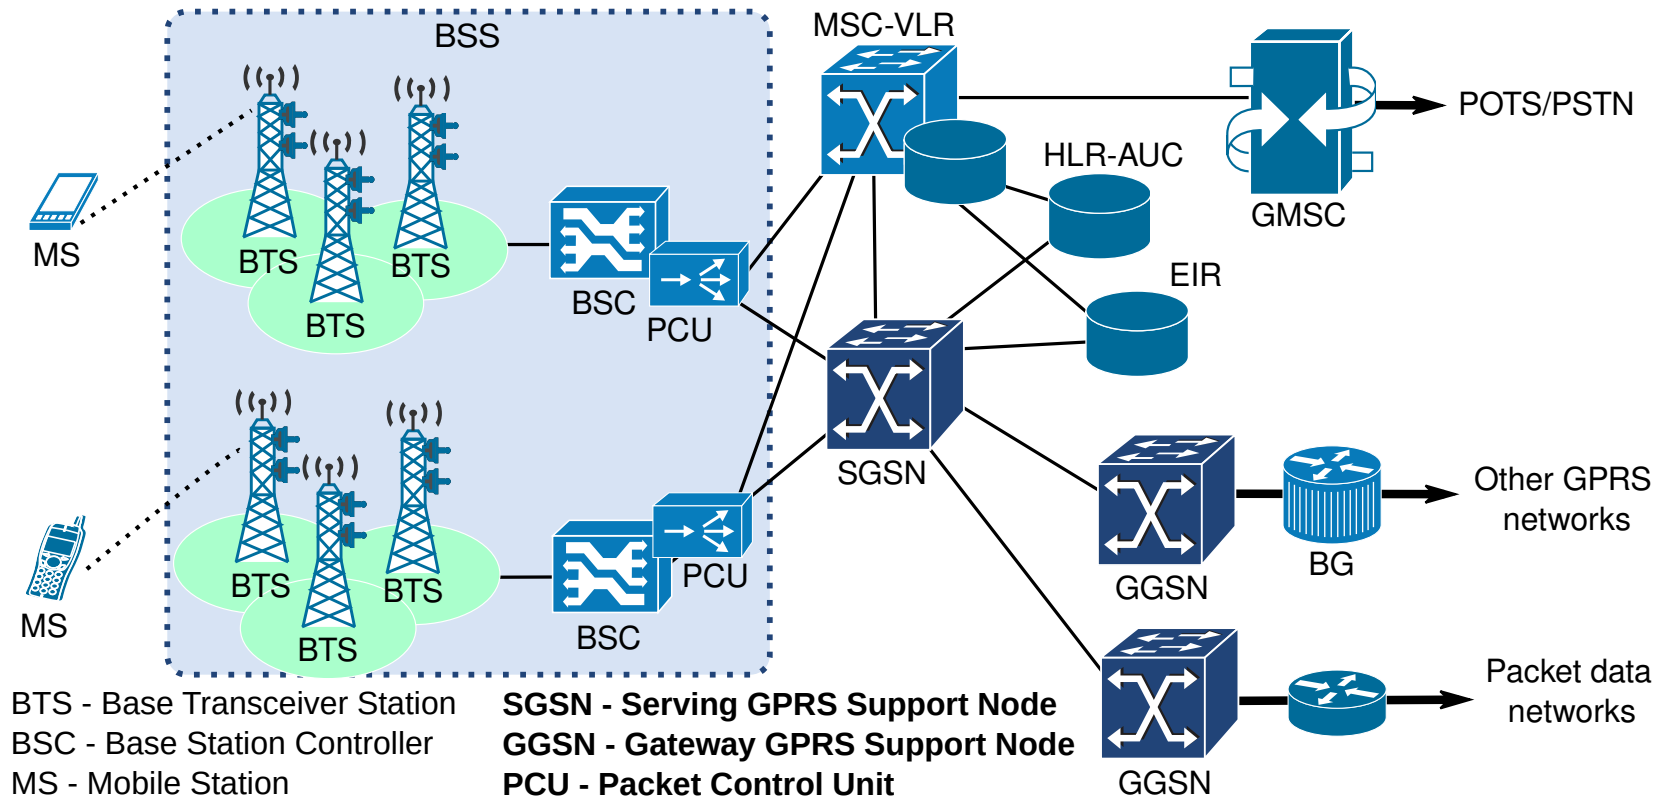 BSS
MSC-VLR
POTS/PSTN
HLR-AUC
GMSC
MS
BTS
BTS
BTS
BSC
PCU
EIR
SGSN
Other GPRS
networks
BG
GGSN
MS
BTS
BTS
BTS
BSC
PCU
Packet data
networks
GGSN
BTS - Base Transceiver Station
BSC - Base Station Controller
MS - Mobile Station
SGSN - Serving GPRS Support Node
GGSN - Gateway GPRS Support Node
PCU - Packet Control Unit